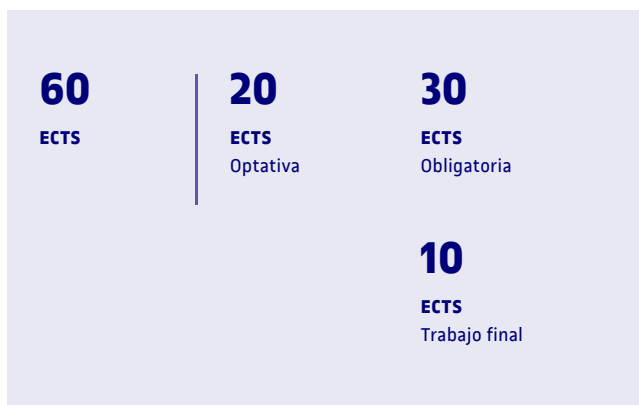 60
ECTS
20
ECTS
Optativa
30
ECTS
Obligatoria
10
ECTS
Trabajo final